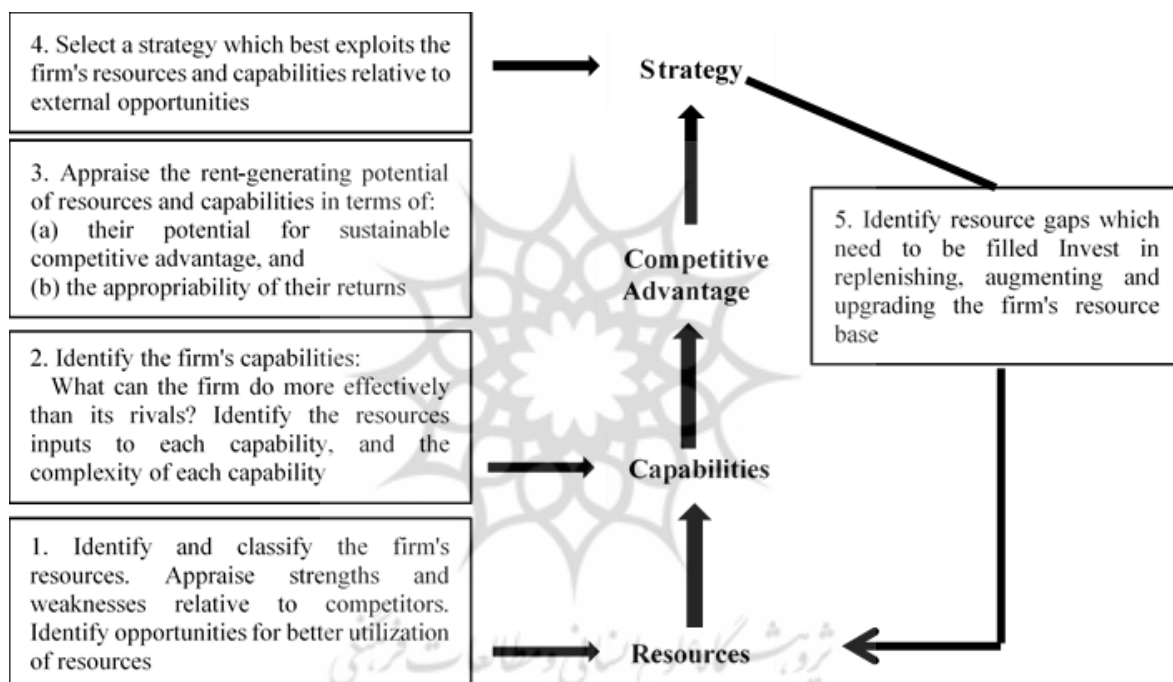 4. Select a strategy which best exploits the
firm's resources and capabilities relative to
external opportunities
Strategy
3. Appraise the rent-generating potential
of resources and capabilities in terms of:
(a) their potential for sustainable
competitive advantage, and
(b) the appropriability of their returns
Competitive
Advantage
5. Identify resource gaps which
need to be filled Invest in
replenishing, augmenting and
upgrading the firm's resource
base
2. Identify the firm's capabilities:
What can the firm do more effectively
than its rivals? Identify the resources
inputs to each capability, and the
complexity of each capability
Capabilities
1. Identify and classify the firm's
resources. Appraise strengths and
weaknesses relative to competitors.
Identify opportunities for better utilization
of resources
Resources
پژوهشگاه علوم انسانی و مطالعات فرهنگی